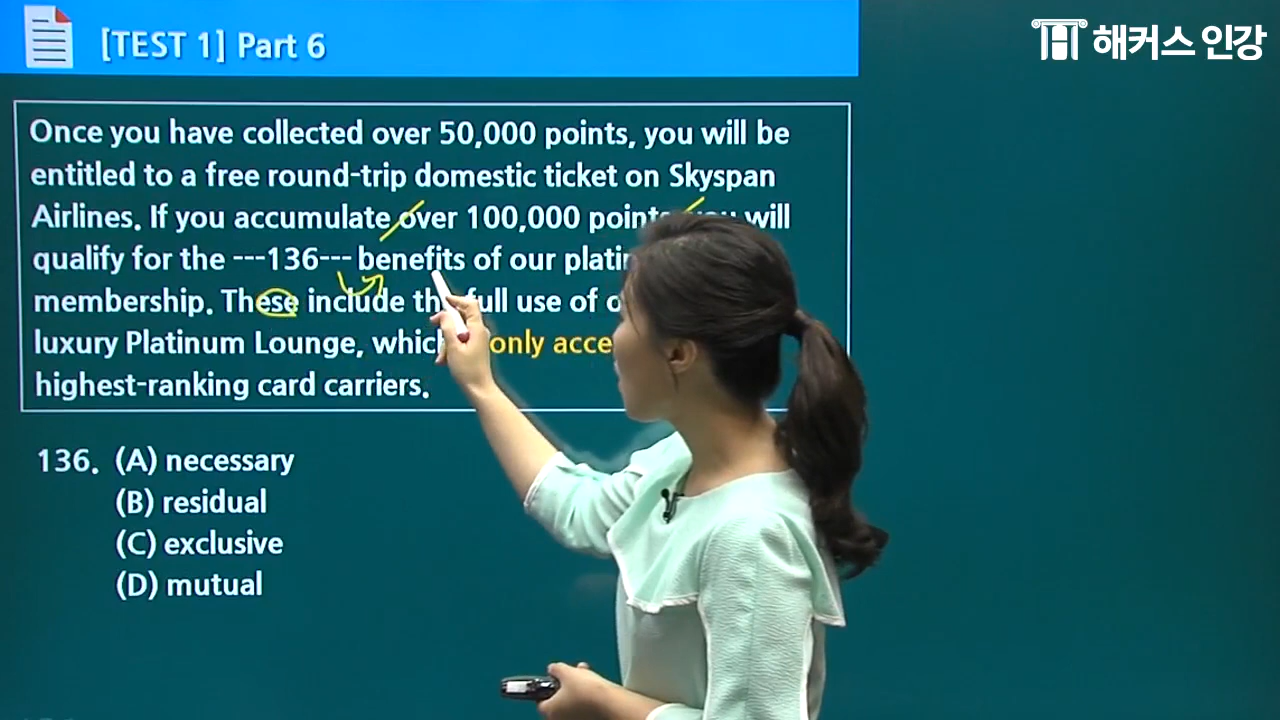 [TEST 1] Part 6
해커스 인강
Once you have collected over 50,000 points, you will be
entitled to a free round-trip domestic ticket on Skyspan
Airlines. If you accumulate over 100,000 points you will
qualify for the ---136--- benefits of our
membership. These include the full use of
luxury Platinum Lounge, which only
highest-ranking card carriers.
136. (A) necessary
(B) residual
(C) exclusive
(D) mutual